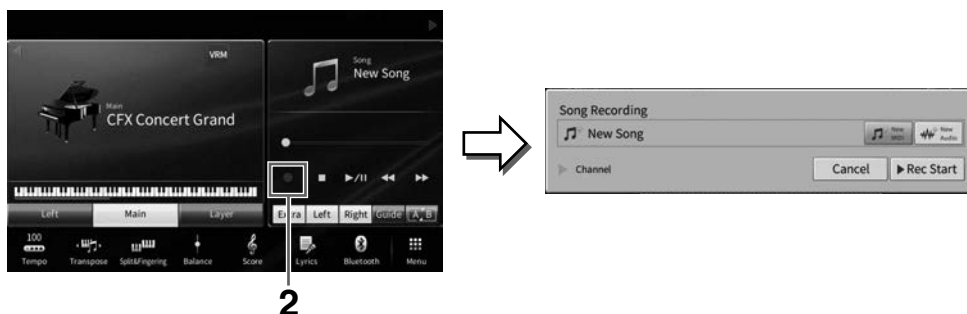 VRM
Song
New Song
Main
CFX Concert Grand
Left
Main
Layer
Extra
Left
Right
Guide
A B
100
Tempo
Transpose
Split&Fingering
Balance
Score
Lyrics
Bluetooth
Menu
2
Song Recording
New Song
New
MIDI
New
Audio
Channel
Cancel
Rec Start